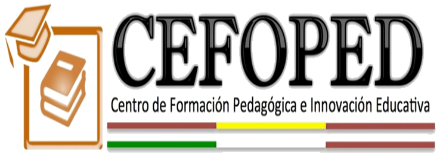 CEFOPED
Centro de Formación Pedagógica e Innovación Educativa